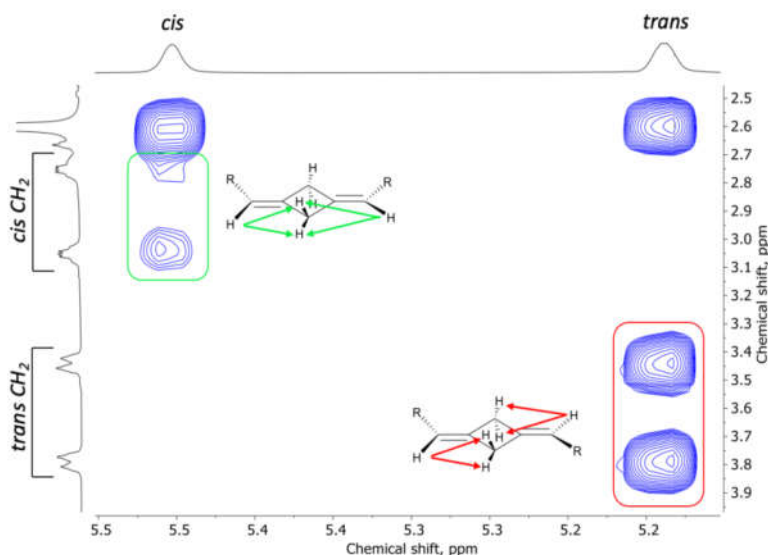 cis
trans
cis CH2
trans CH2
2.5
2.6
2.7
2.8
2.9
3.0
3.1
3.3
3.4
3.5
3.6
3.7
3.8
3.9
Chemical shift, ppm
H
R
H
R
H
H
H
H
H
R
H
H
H
H
H
H
R
5.5
5.5
5.4
5.4
5.3
5.3
5.2
5.2
Chemical shift, ppm